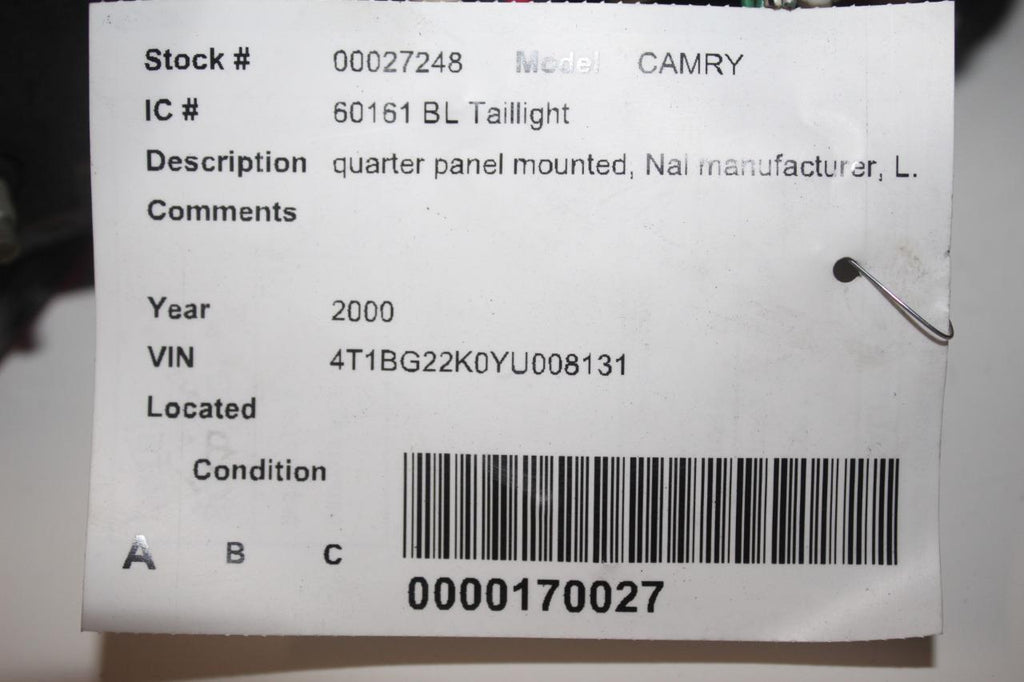 Stock # 00027248 Model CAMRY
IC # 60161 BL Taillight
Description quarter panel mounted, Nal manufacturer, L.
Comments
Year 2000
VIN 4T1BG22K0YU008131
Located
Condition
A B C
0000170027